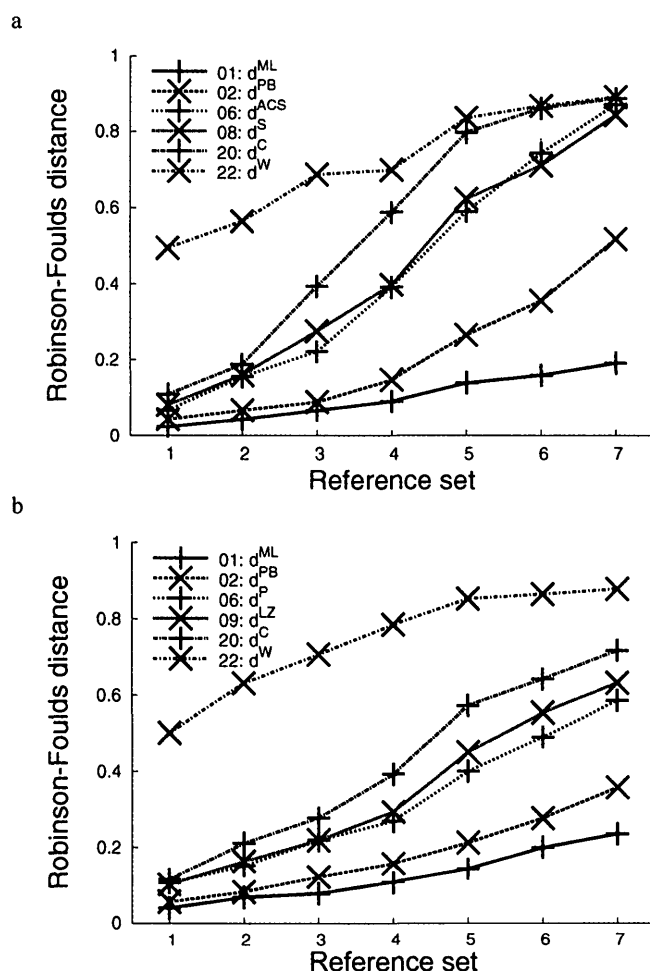 a
Robinson-Foulds distance
1
0.8
0.6
0.4
0.2
0
01: d^ML
02: d^PB
06: d^ACS
08: d^S
20: d^C
22: d^W
1 2 3 4 5 6 7
Reference set
b
Robinson-Foulds distance
1
0.8
0.6
0.4
0.2
0
01: d^ML
02: d^PB
06: d^P
09: d^LZ
20: d^C
22: d^W
1 2 3 4 5 6 7
Reference set